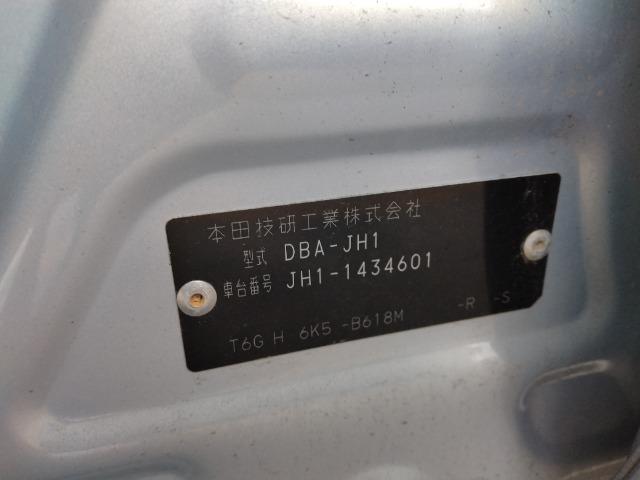 本田技研工業株式会社
型式 DBA-JH1
車台番号 JH1-1434601
T6G H 6K5 -B618M -R -S